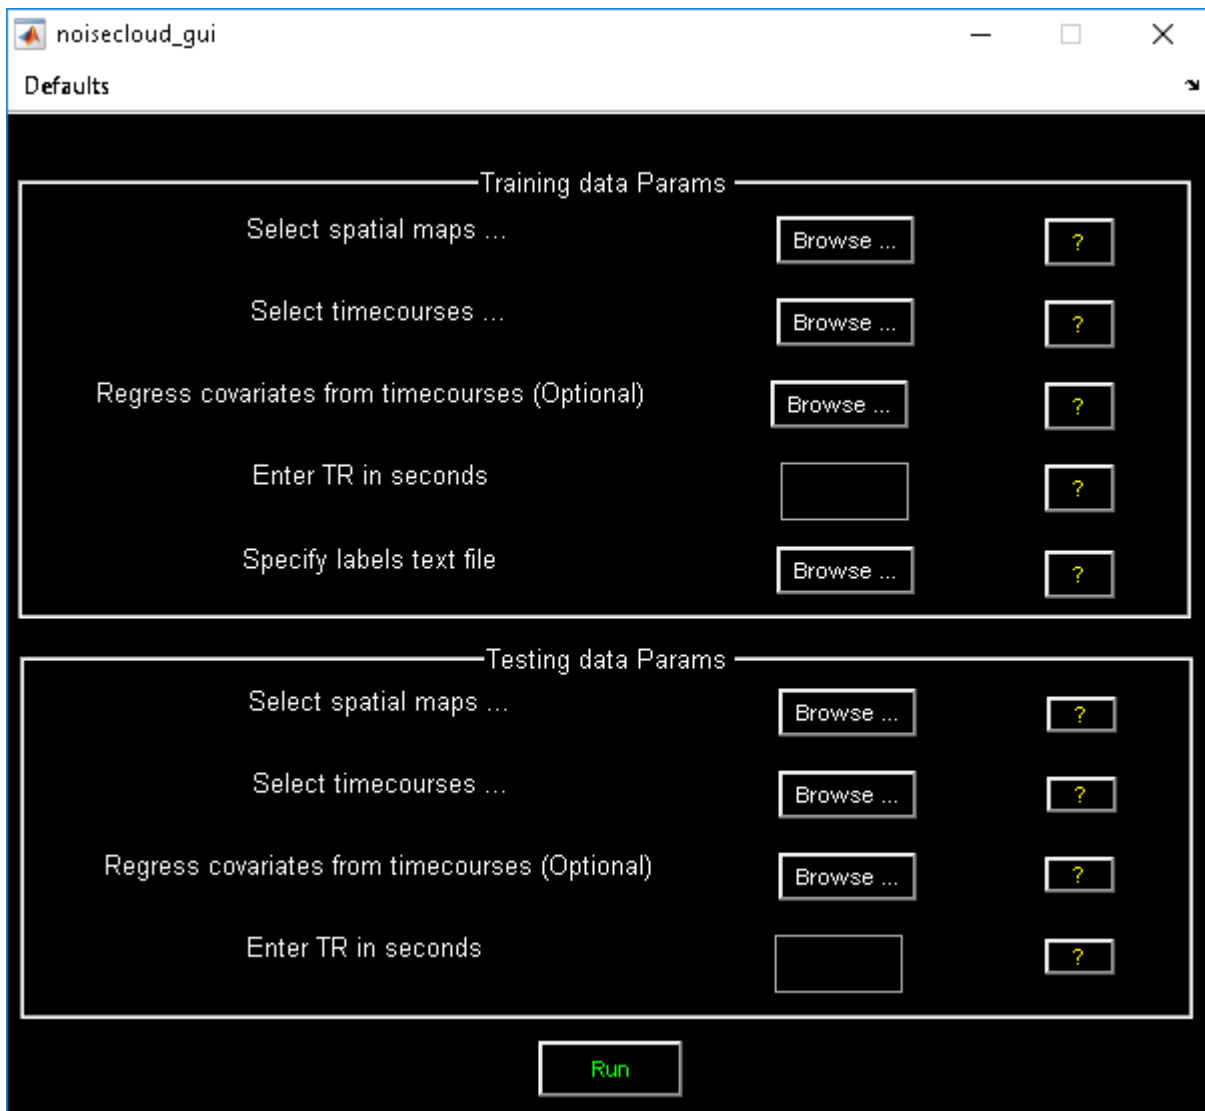 noisecloud_gui
Defaults
Training data Params
Select spatial maps ... Browse ... ?
Select timecourses ... Browse ... ?
Regress covariates from timecourses (Optional) Browse ... ?
Enter TR in seconds ?
Specify labels text file Browse ... ?
Testing data Params
Select spatial maps ... Browse ... ?
Select timecourses ... Browse ... ?
Regress covariates from timecourses (Optional) Browse ... ?
Enter TR in seconds ?
Run